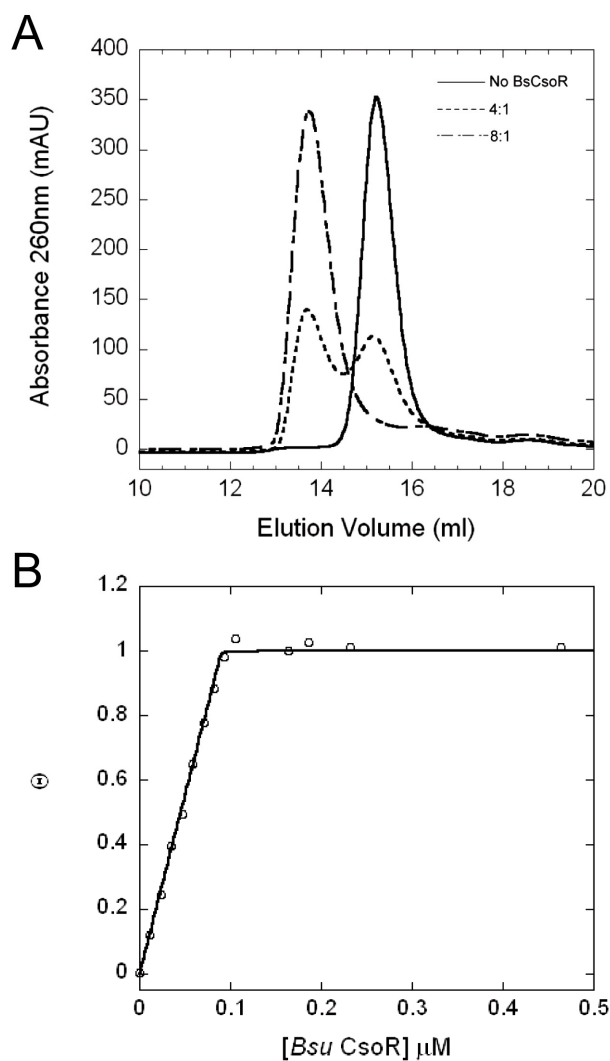 A
400
350
300
250
200
150
100
50
0
Absorbance 260nm (mAU)
No BsCsoR
4:1
8:1
10 12 14 16 18 20
Elution Volume (ml)
B
1.2
1
0.8
0.6
0.4
0.2
0
Θ
0 0.1 0.2 0.3 0.4 0.5
[Bsu CsoR] μM